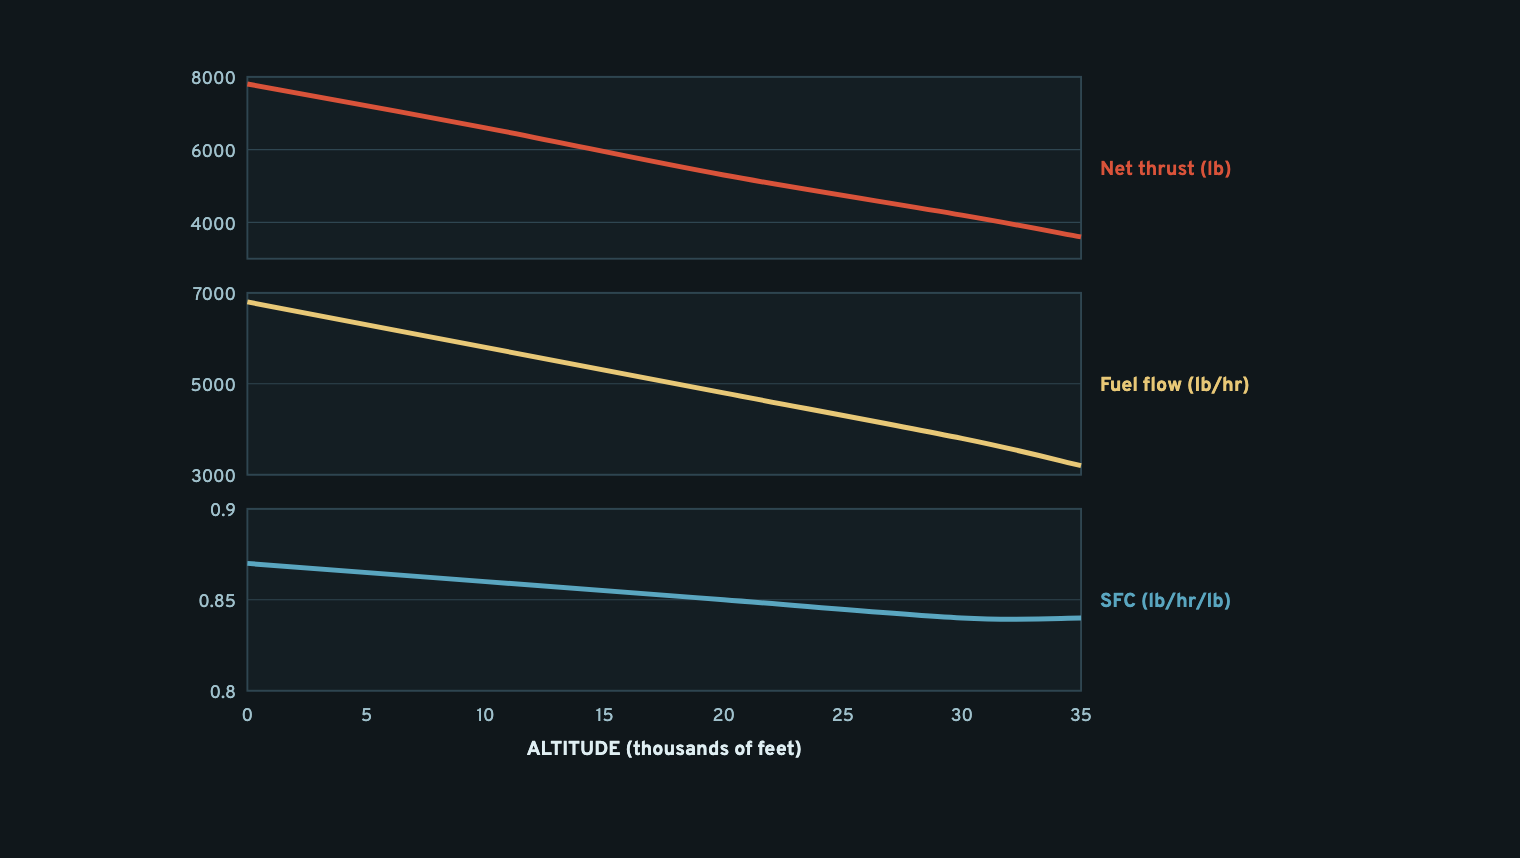 8000
6000
4000
Net thrust (lb)
7000
5000
3000
Fuel flow (lb/hr)
0.9
0.85
0.8
SFC (lb/hr/lb)
0 5 10 15 20 25 30 35
ALTITUDE (thousands of feet)